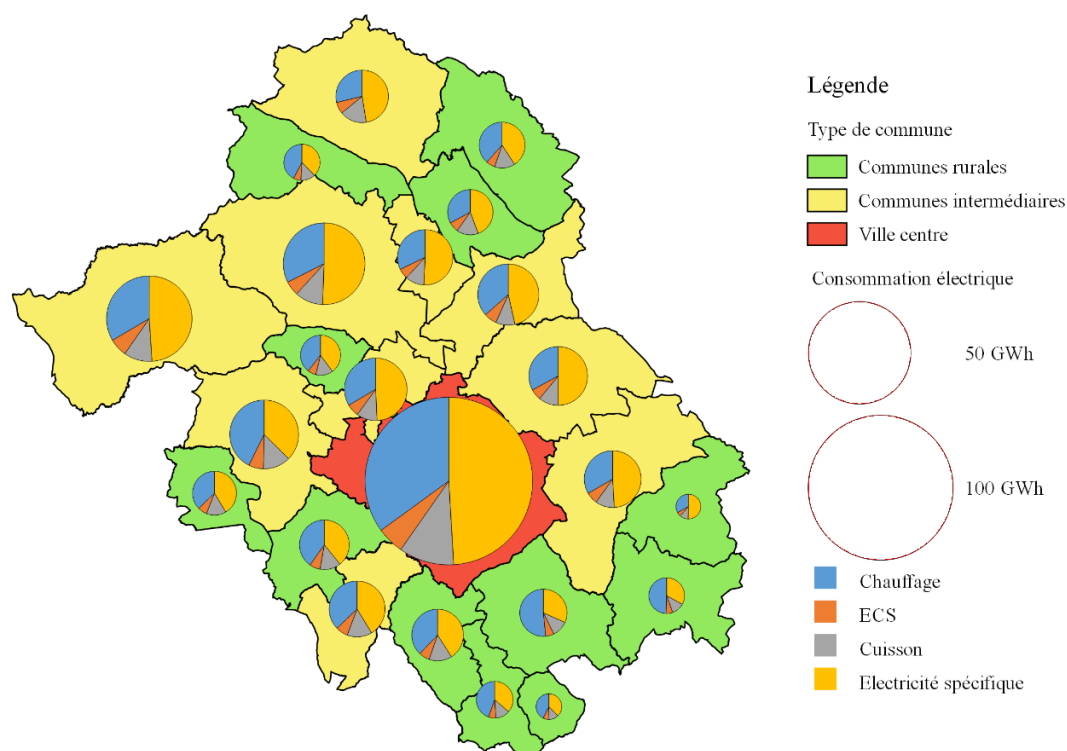 Légende
Type de commune
Communes rurales
Communes intermédiaires
Ville centre
Consommation électrique
50 GWh
100 GWh
Chauffage
ECS
Cuisson
Electricité spécifique